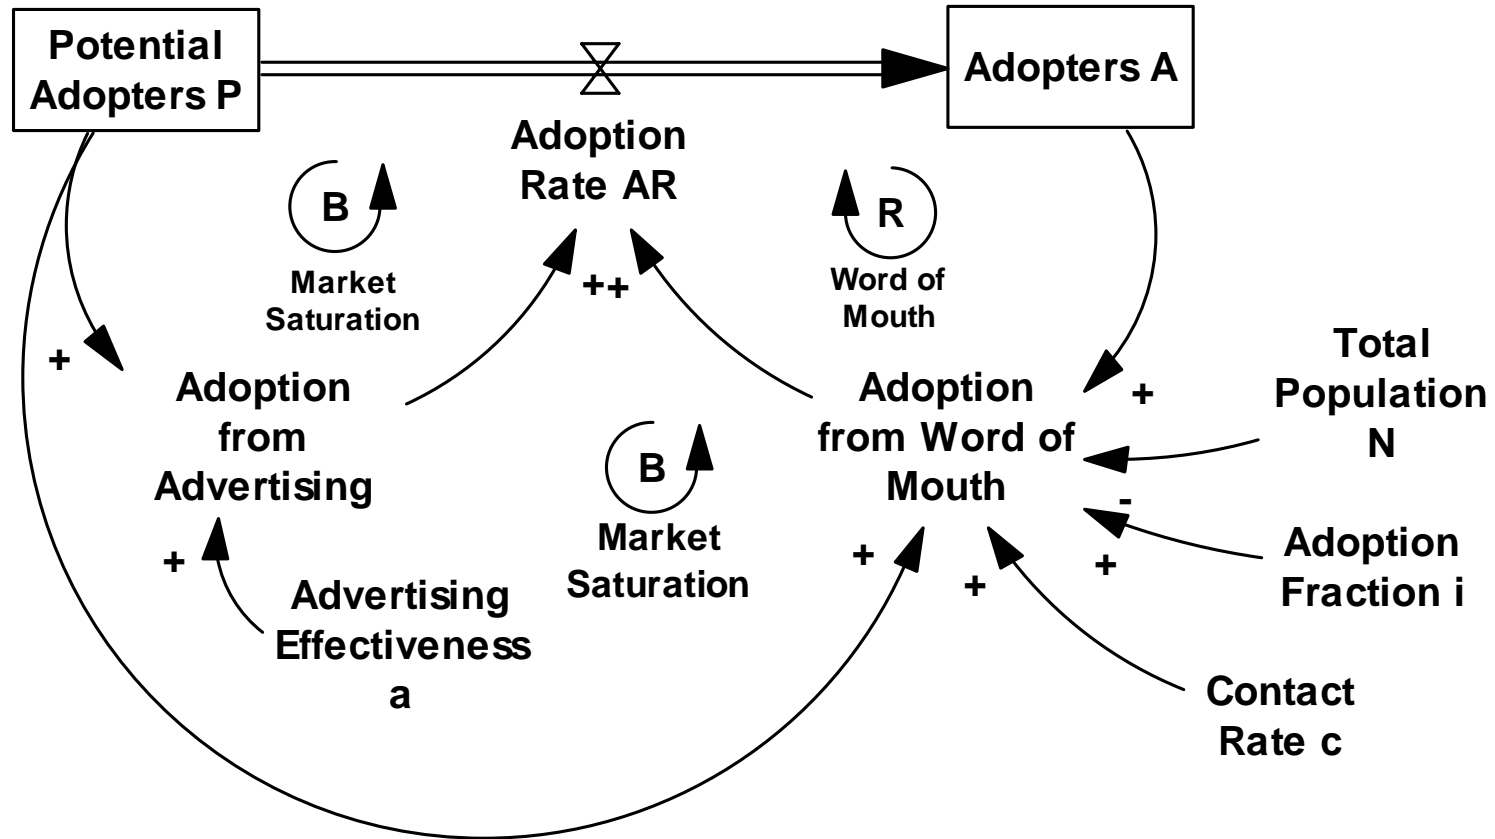 Potential
Adopters P
Adopters A
Adoption
Rate AR
B
Market
Saturation
R
Word of
Mouth
++
+
Adoption
from
Advertising
+
Advertising
Effectiveness
a
B
Market
Saturation
Adoption
from Word of
Mouth
+
Total
Population
N
-
Adoption
Fraction i
+
+
+
Contact
Rate c